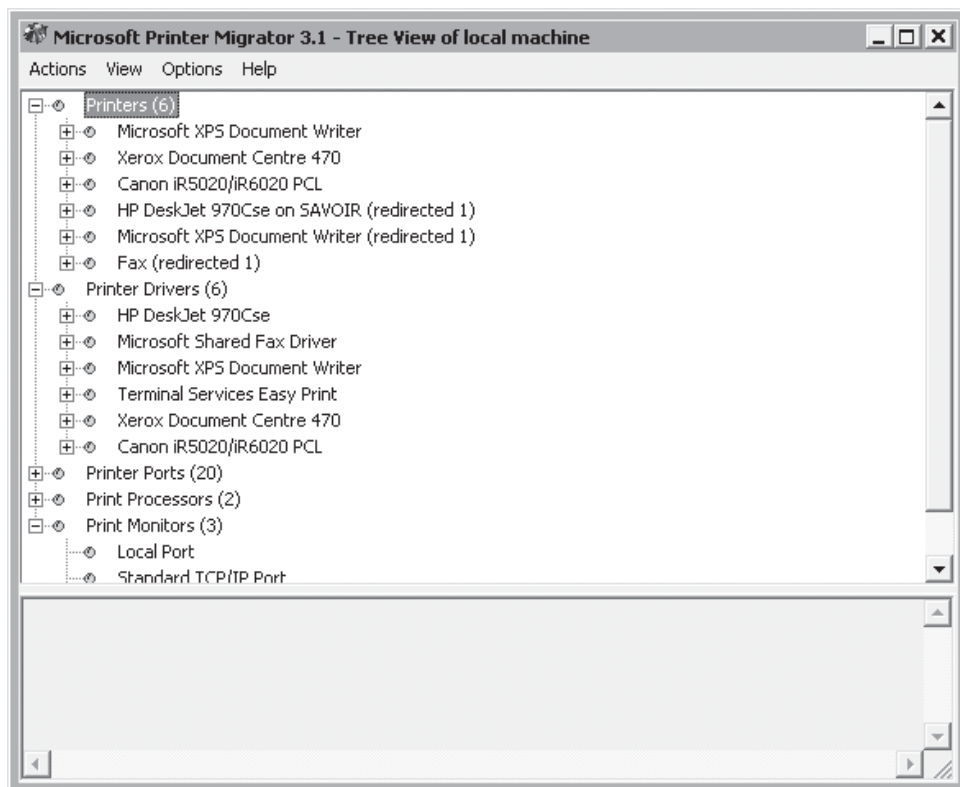 Microsoft Printer Migrator 3.1 - Tree View of local machine
Actions View Options Help
Printers (6)
Microsoft XPS Document Writer
Xerox Document Centre 470
Canon iR5020/iR6020 PCL
HP DeskJet 970Cse on SAVOIR (redirected 1)
Microsoft XPS Document Writer (redirected 1)
Fax (redirected 1)
Printer Drivers (6)
HP DeskJet 970Cse
Microsoft Shared Fax Driver
Microsoft XPS Document Writer
Terminal Services Easy Print
Xerox Document Centre 470
Canon iR5020/iR6020 PCL
Printer Ports (20)
Print Processors (2)
Print Monitors (3)
Local Port
Standard TCP/IP Port